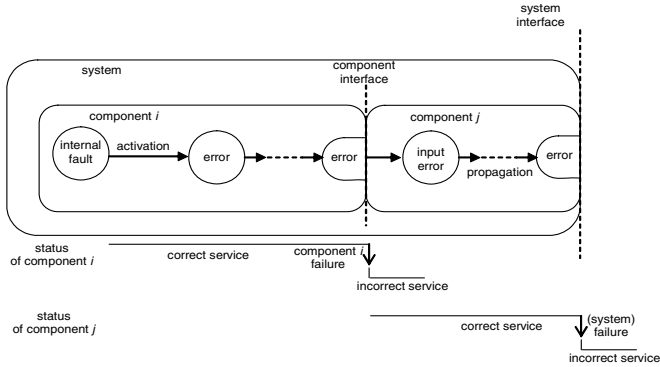 system
interface
system
component
interface
component i
component j
internal
fault
activation
error
error
input
error
propagation
error
status
of component i
correct service
component i
failure
incorrect service
status
of component j
correct service
(system)
failure
incorrect service